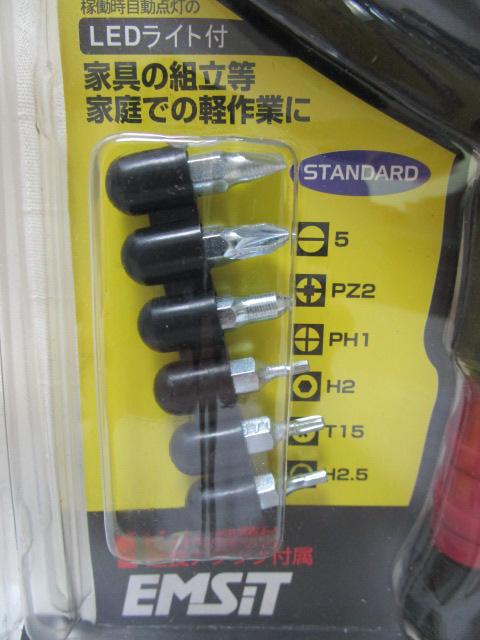 稼働時自動点灯の
LEDライト付
家具の組立等
家庭での軽作業に
STANDARD
5
PZ2
PH1
H2
T15
H2.5
付属
EMSiT